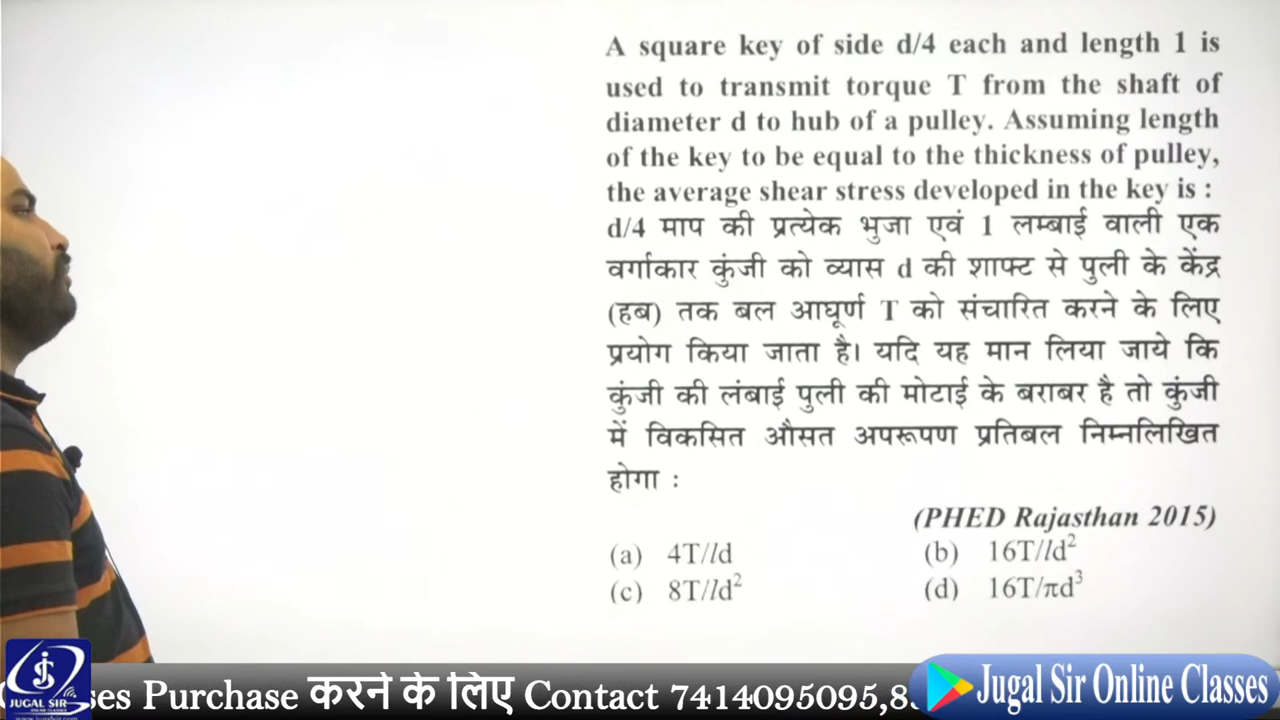 A square key of side d/4 each and length 1 is
used to transmit torque T from the shaft of
diameter d to hub of a pulley. Assuming length
of the key to be equal to the thickness of pulley,
the average shear stress developed in the key is :
d/4 माप की प्रत्येक भुजा एवं 1 लम्बाई वाली एक
वर्गाकार कुंजी को व्यास d की शाफ्ट से पुली के केंद्र
(हब) तक बल आघूर्ण T को संचारित करने के लिए
प्रयोग किया जाता है। यदि यह मान लिया जाये कि
कुंजी की लंबाई पुली की मोटाई के बराबर है तो कुंजी
में विकसित औसत अपरूपण प्रतिबल निम्नलिखित
होगा :
(PHED Rajasthan 2015)
(a) 4T/ld (b) 16T/ld²
(c) 8T/ld² (d) 16T/πd³
JUGAL SIR
ses Purchase करने के लिए Contact 7414095095,8
Jugal Sir Online Classes